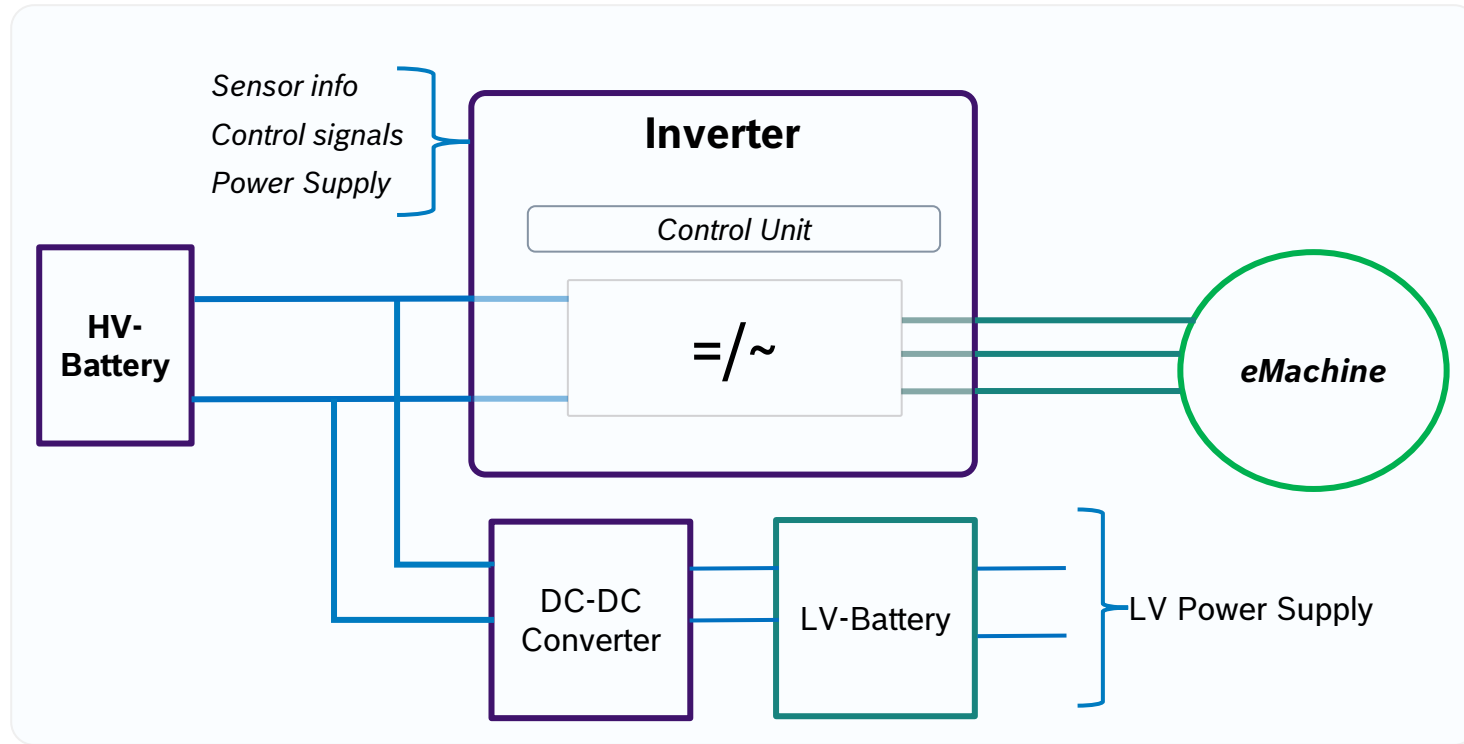 Sensor info
Control signals
Power Supply
Inverter
Control Unit
HV-
Battery
=/~
eMachine
DC-DC
Converter
LV-Battery
LV Power Supply